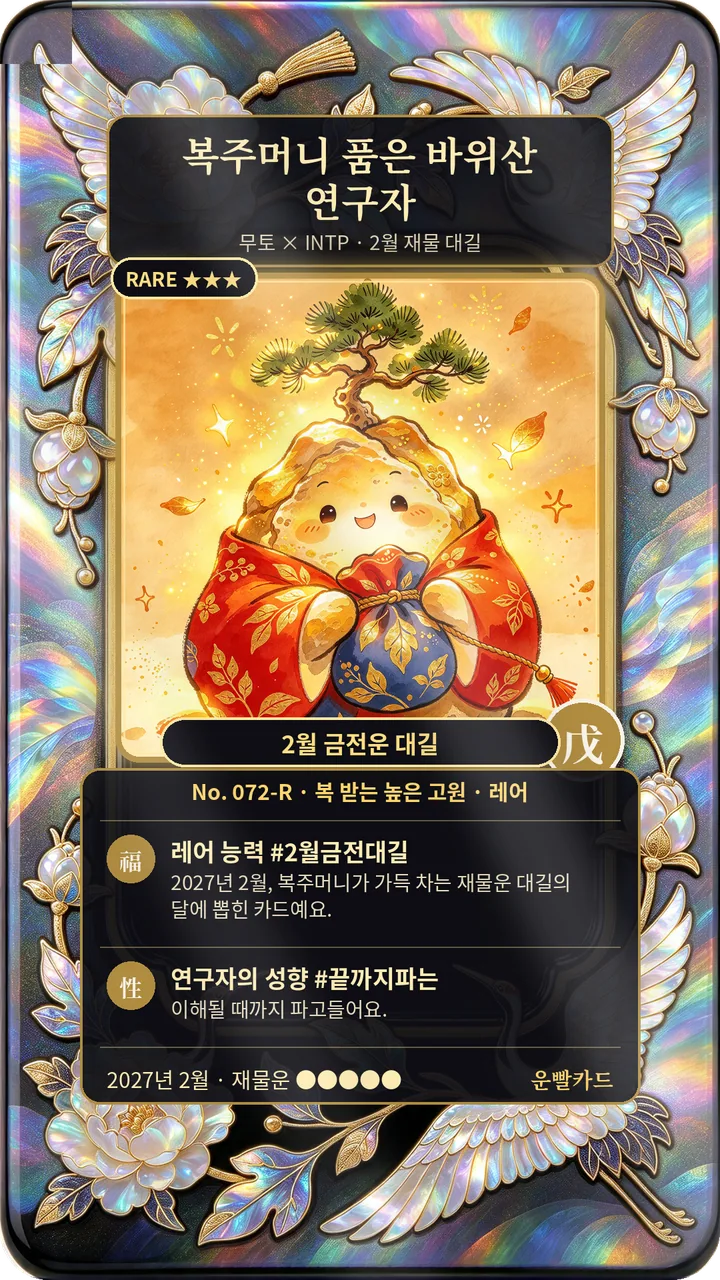 복주머니 품은 바위산
연구자
무토 × INTP · 2월 재물 대길
RARE ★★★
2월 금전운 대길
戊
No. 072-R · 복 받는 높은 고원 · 레어
福
레어 능력 #2월금전대길
2027년 2월, 복주머니가 가득 차는 재물운 대길의
달에 뽑힌 카드예요.
性
연구자의 성향 #끝까지파는
이해될 때까지 파고들어요.
2027년 2월 · 재물운 ●●●●●
운빨카드